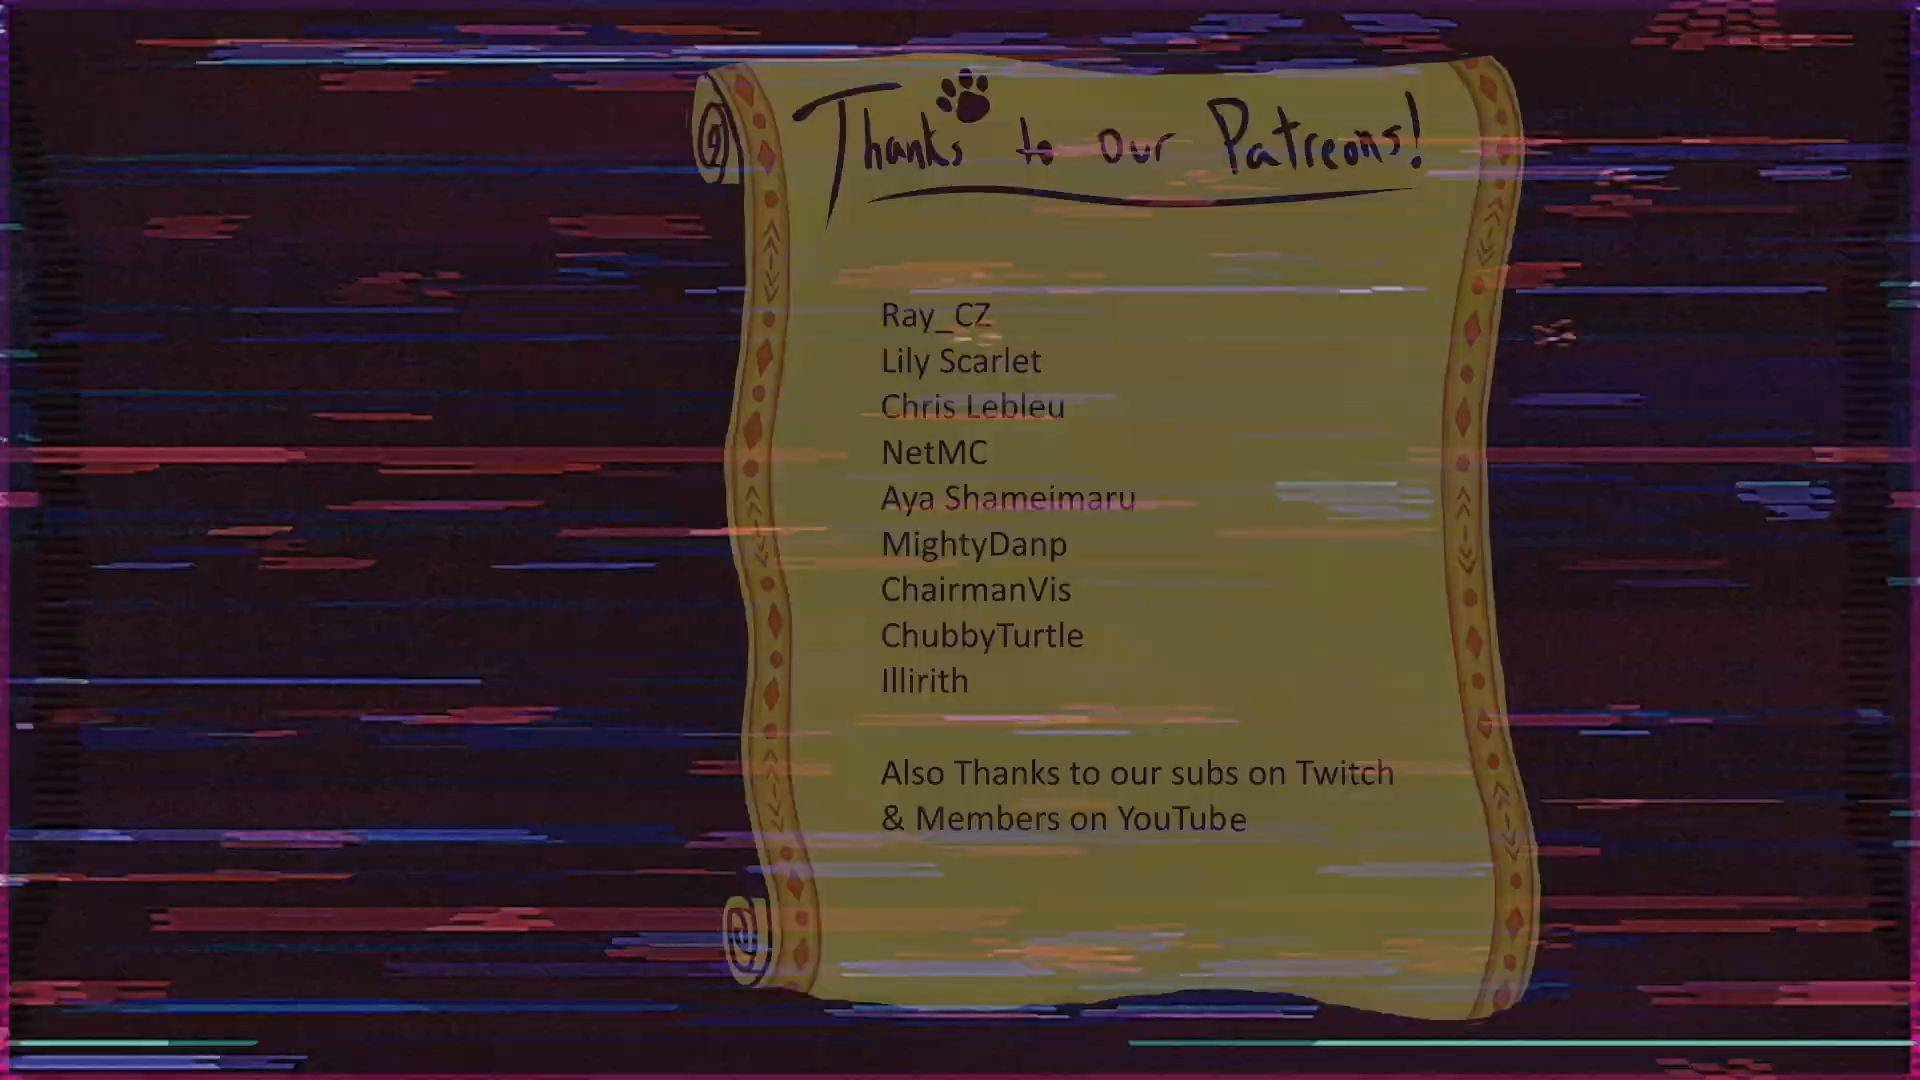 Thanks to our Patreons!
Ray_CZ
Lily Scarlet
Chris Lebleu
NetMC
Aya Shameimaru
MightyDanp
ChairmanVis
ChubbyTurtle
Illirith
Also Thanks to our subs on Twitch
& Members on YouTube